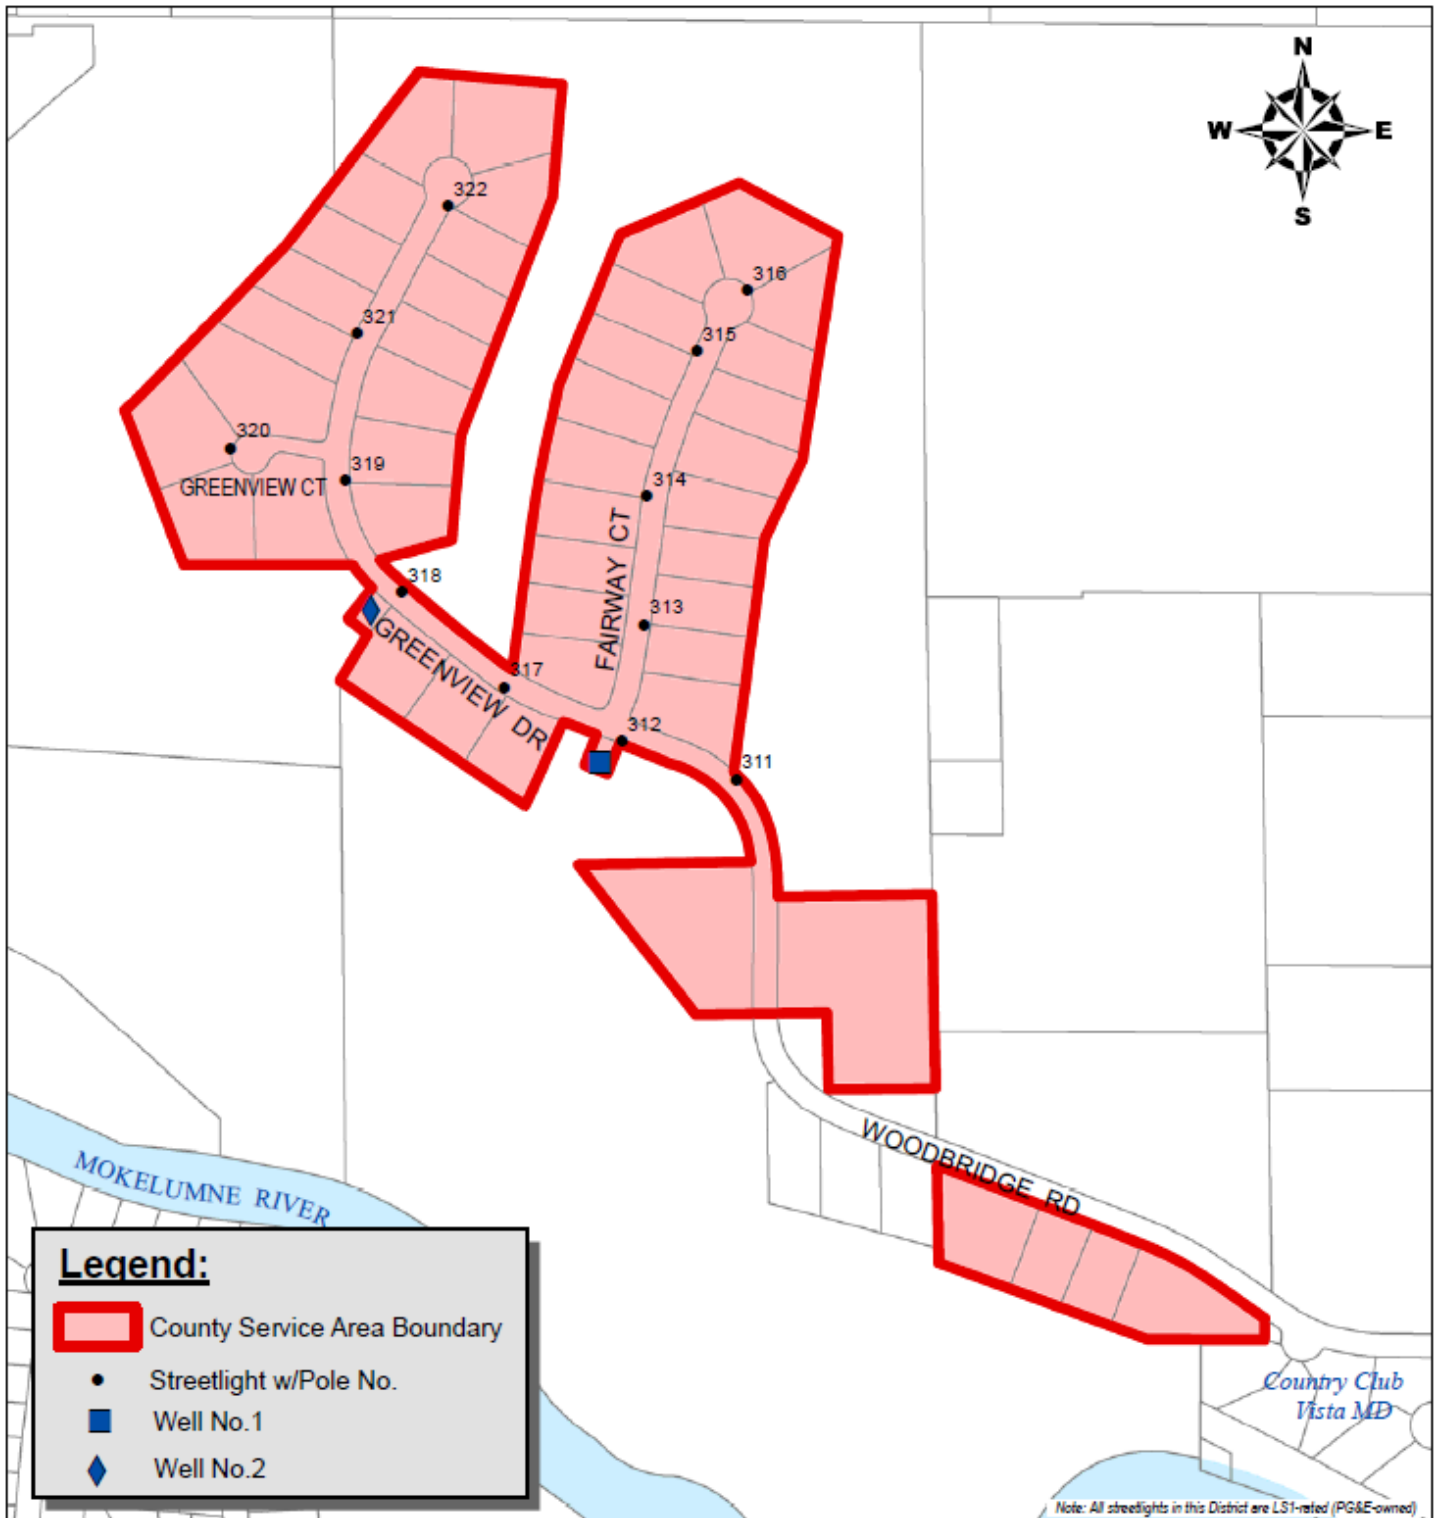 N
W E
S
322
316
321
315
320
319
GREENVIEW CT
314
FAIRWAY CT
318
313
GREENVIEW DR
317
312
311
WOODBRIDGE RD
MOKELUMNE RIVER
Legend:
County Service Area Boundary
Streetlight w/Pole No.
Well No.1
Well No.2
Country Club
Vista MD
Note: All streetlights in this District are LS1-rated (PG&E-owned)